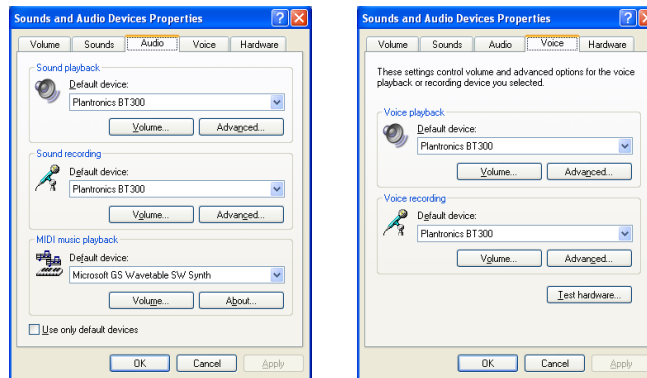 Sounds and Audio Devices Properties
Volume
Sounds
Audio
Voice
Hardware
Sound playback
Default device:
Plantronics BT300
Volume...
Advanced...
Sound recording
Default device:
Plantronics BT300
Volume...
Advanced...
MIDI music playback
Default device:
Microsoft GS Wavetable SW Synth
Volume...
About...
Use only default devices
OK
Cancel
Apply
Sounds and Audio Devices Properties
Volume
Sounds
Audio
Voice
Hardware
These settings control volume and advanced options for the voice
playback or recording device you selected.
Voice playback
Default device:
Plantronics BT300
Volume...
Advanced...
Voice recording
Default device:
Plantronics BT300
Volume...
Advanced...
Test hardware...
OK
Cancel
Apply